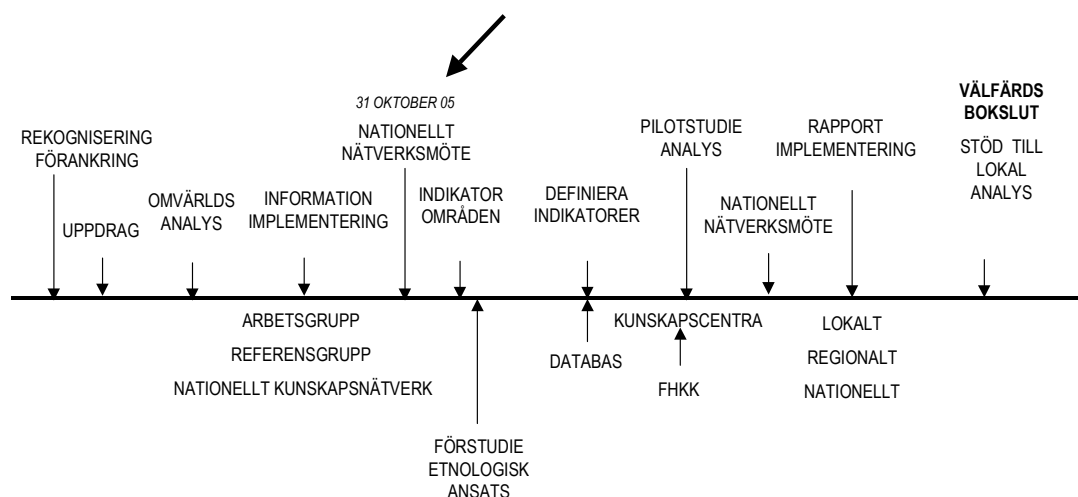 REKOGNISERING
FÖRANKRING
UPPDRAG
OMVÄRLDS
ANALYS
INFORMATION
IMPLEMENTERING
31 OKTOBER 05
NATIONELLT
NÄTVERKSMÖTE
INDIKATOR
OMRÅDEN
DEFINIERA
INDIKATORER
PILOTSTUDIE
ANALYS
NATIONELLT
NÄTVERKSMÖTE
RAPPORT
IMPLEMENTERING
VÄLFÄRDS
BOKSLUT
STÖD TILL
LOKAL
ANALYS
ARBETSGRUPP
REFERENSGRUPP
NATIONELLT KUNSKAPSNÄTVERK
FÖRSTUDIE
ETNOLOGISK
ANSATS
DATABAS
KUNSKAPSCENTRA
FHKK
LOKALT
REGIONALT
NATIONELLT